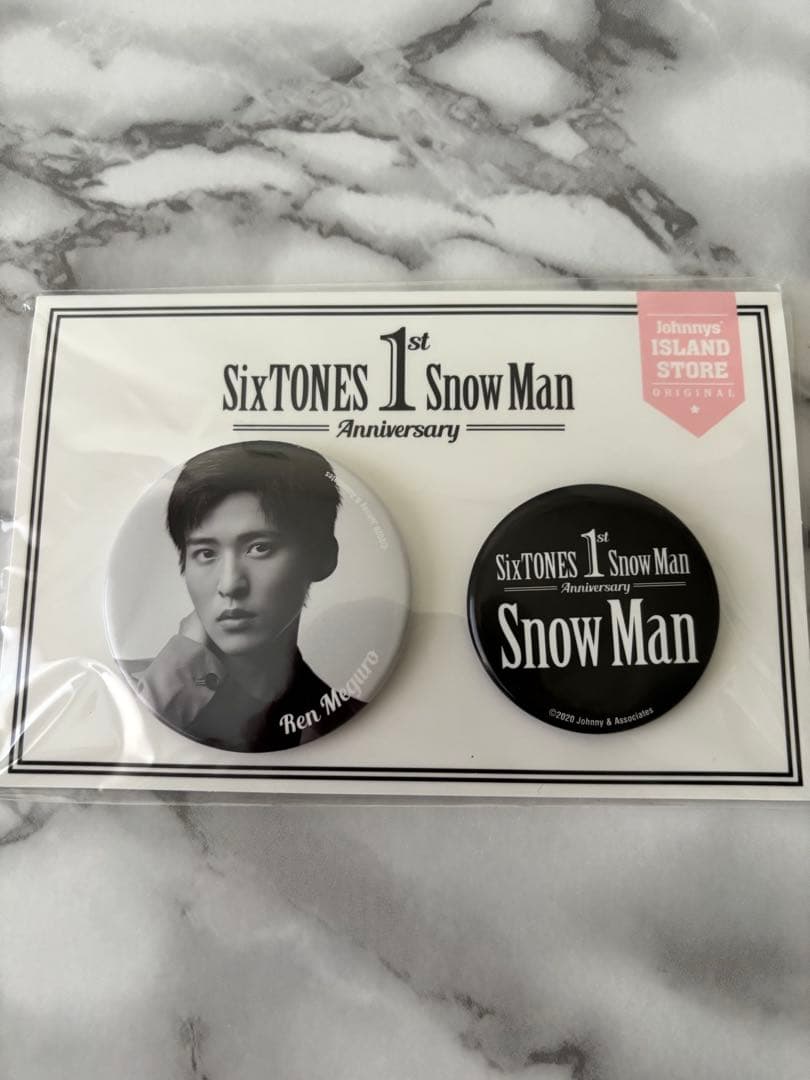 Johnnys'
ISLAND
STORE
ORIGINAL
SixTONES 1st Snow Man
Anniversary
Ren Meguro
SixTONES 1st Snow Man
Anniversary
Snow Man
©2020 Johnny & Associates